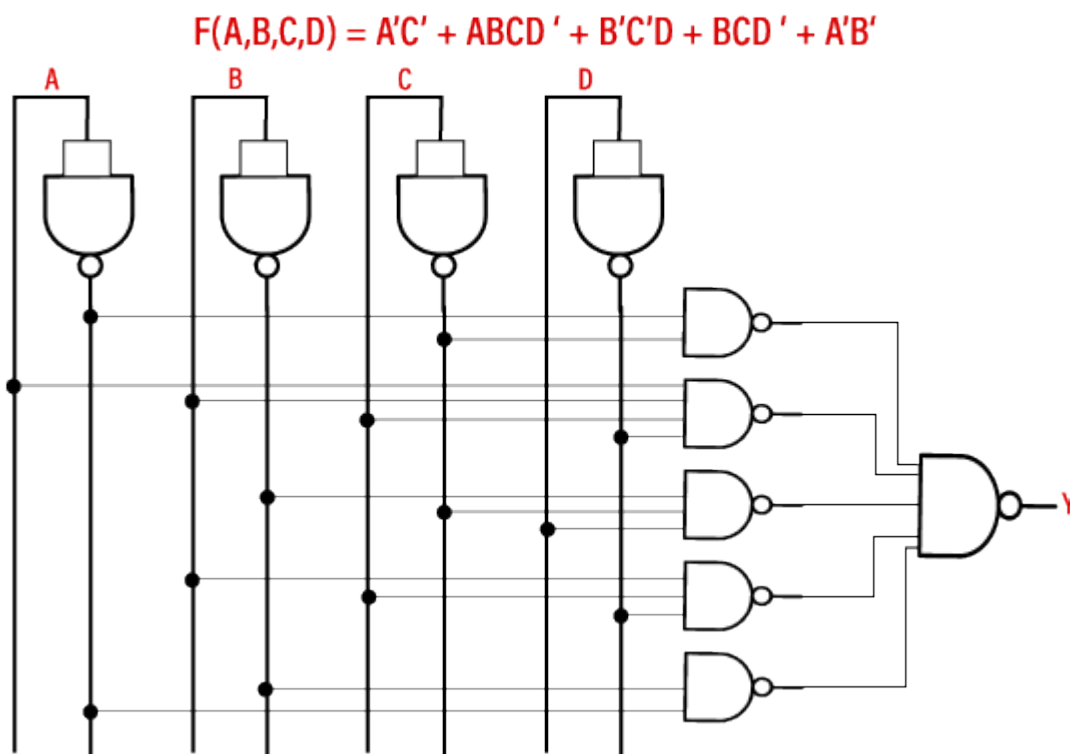 F(A,B,C,D) = A'C' + ABCD ' + B'C'D + BCD ' + A'B'
A B C D
Y